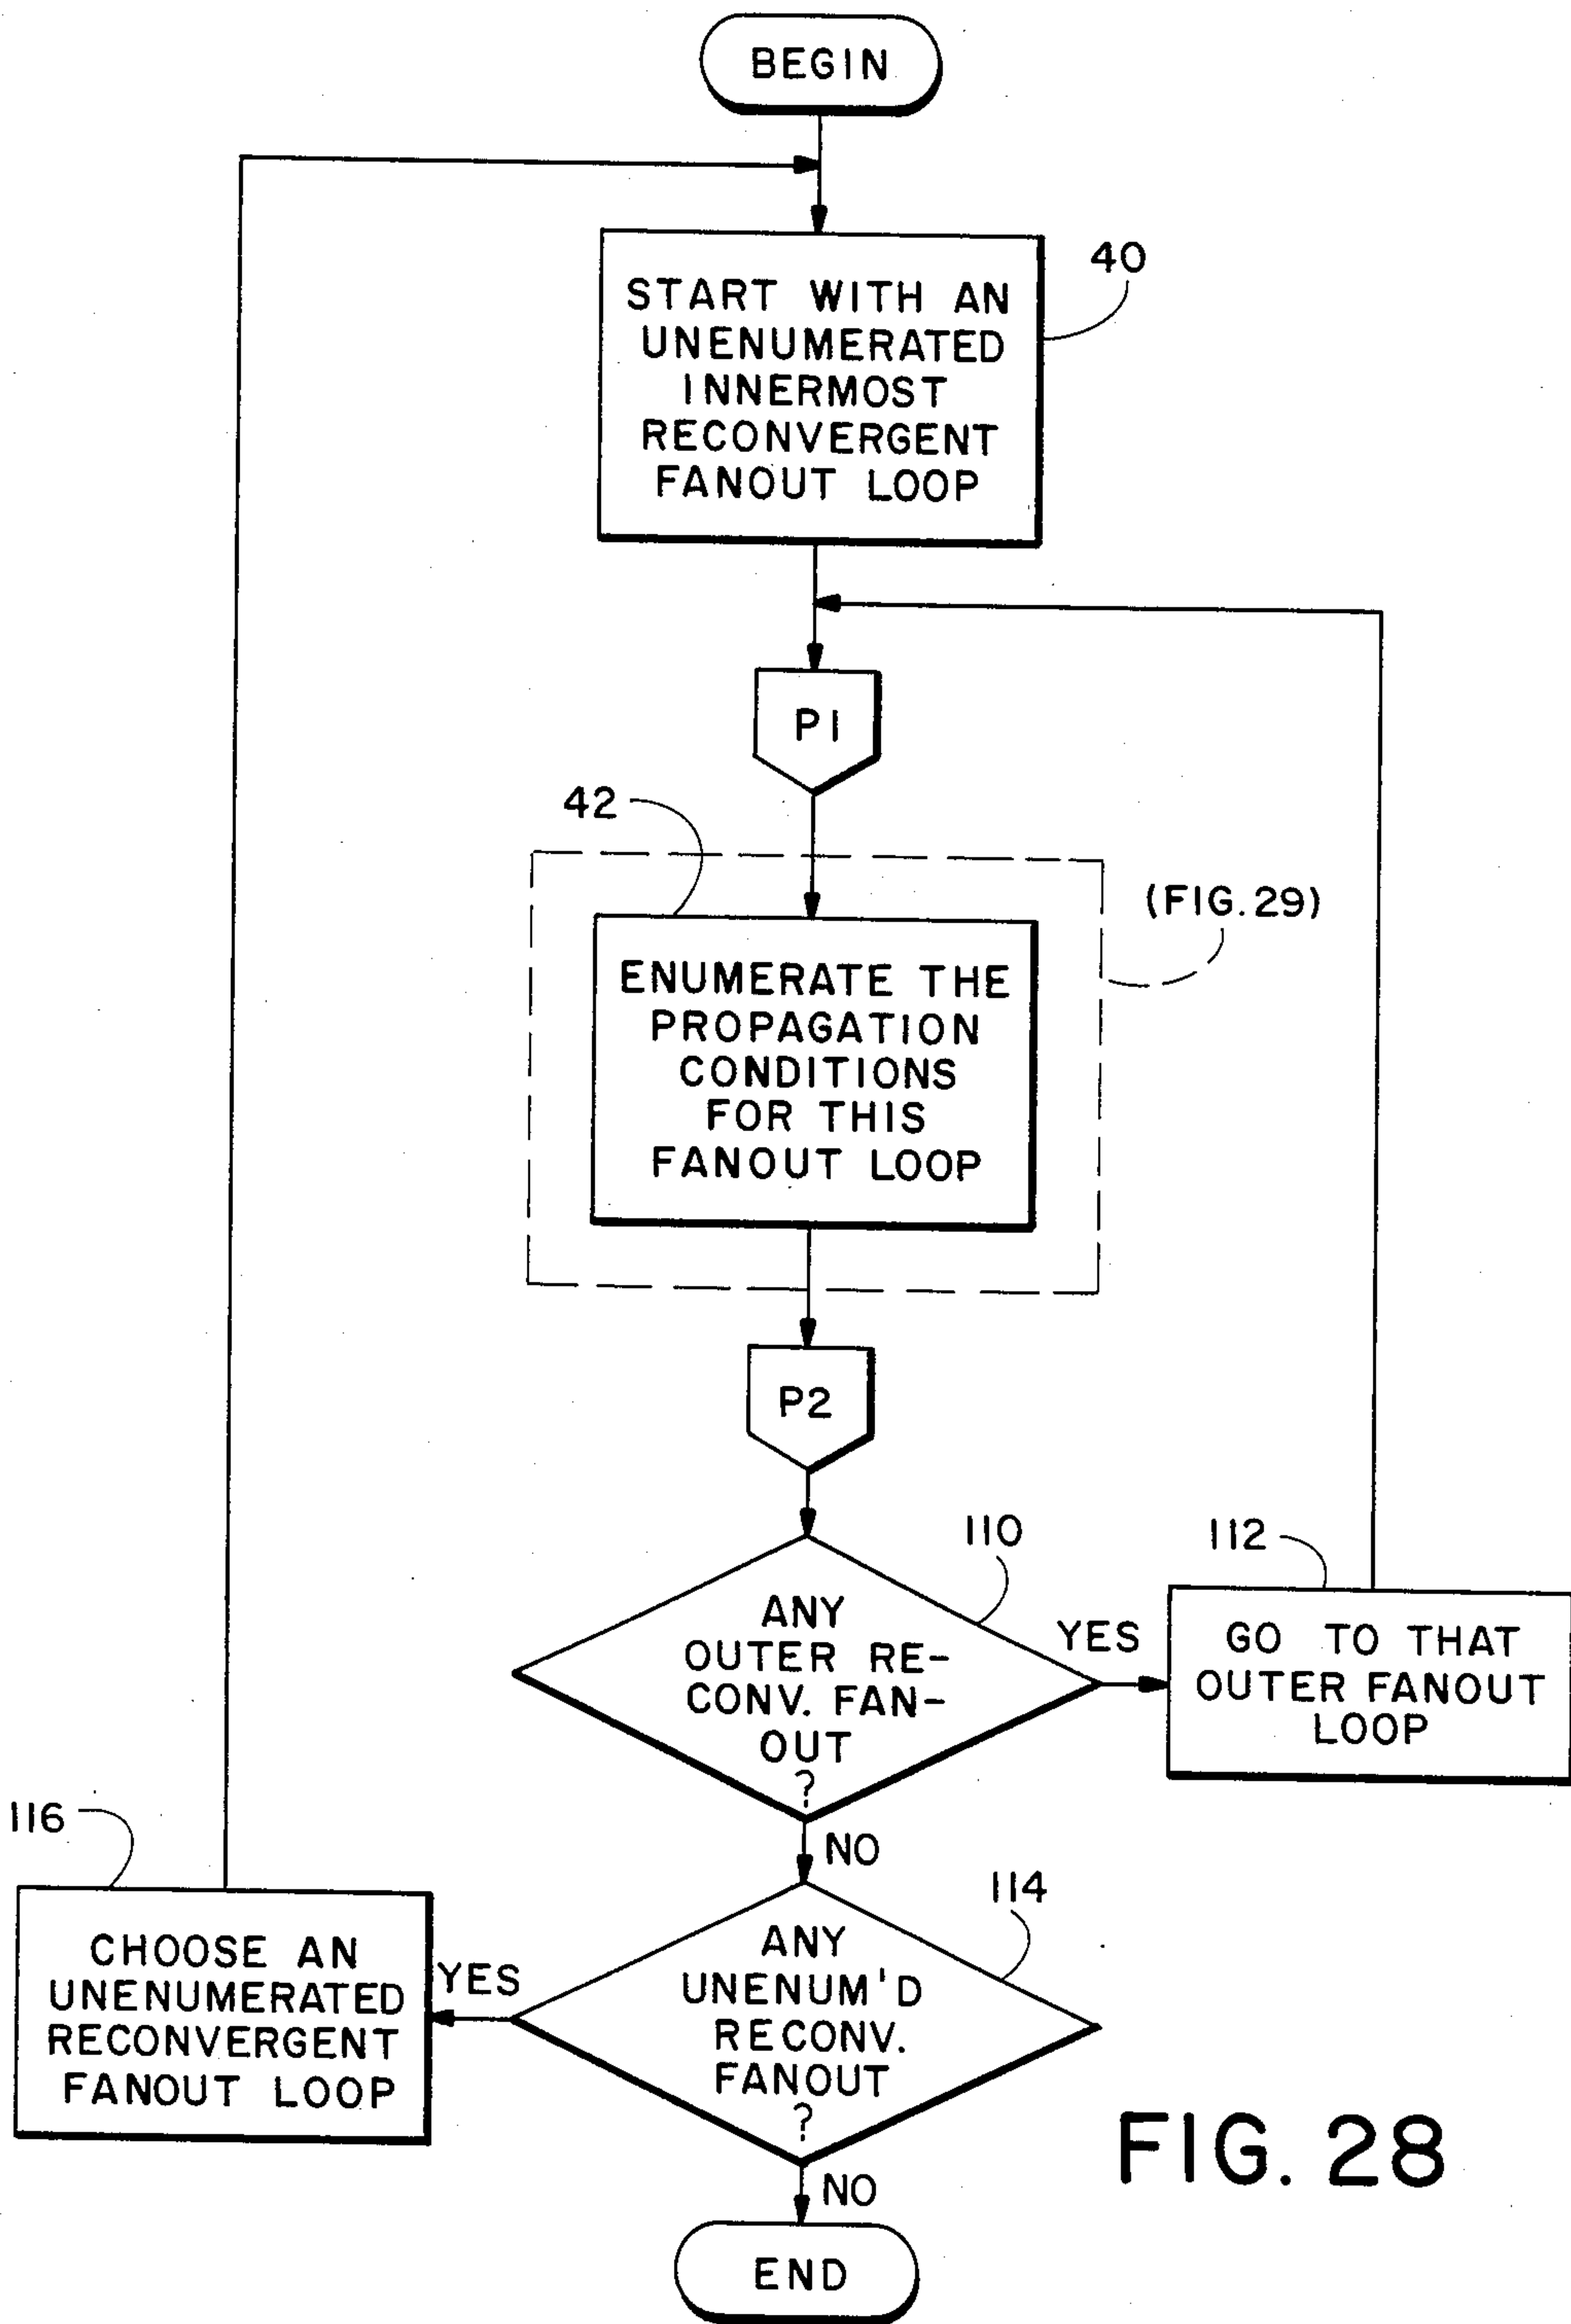 BEGIN
40
START WITH AN
UNENUMERATED
INNERMOST
RECONVERGENT
FANOUT LOOP
P1
42
(FIG.29)
ENUMERATE THE
PROPAGATION
CONDITIONS
FOR THIS
FANOUT LOOP
P2
110
ANY
OUTER RE-
CONV. FAN-
OUT
?
YES
112
GO TO THAT
OUTER FANOUT
LOOP
NO
116
CHOOSE AN
UNENUMERATED
RECONVERGENT
FANOUT LOOP
YES
114
ANY
UNENUM'D
RECONV.
FANOUT
?
NO
END
FIG. 28